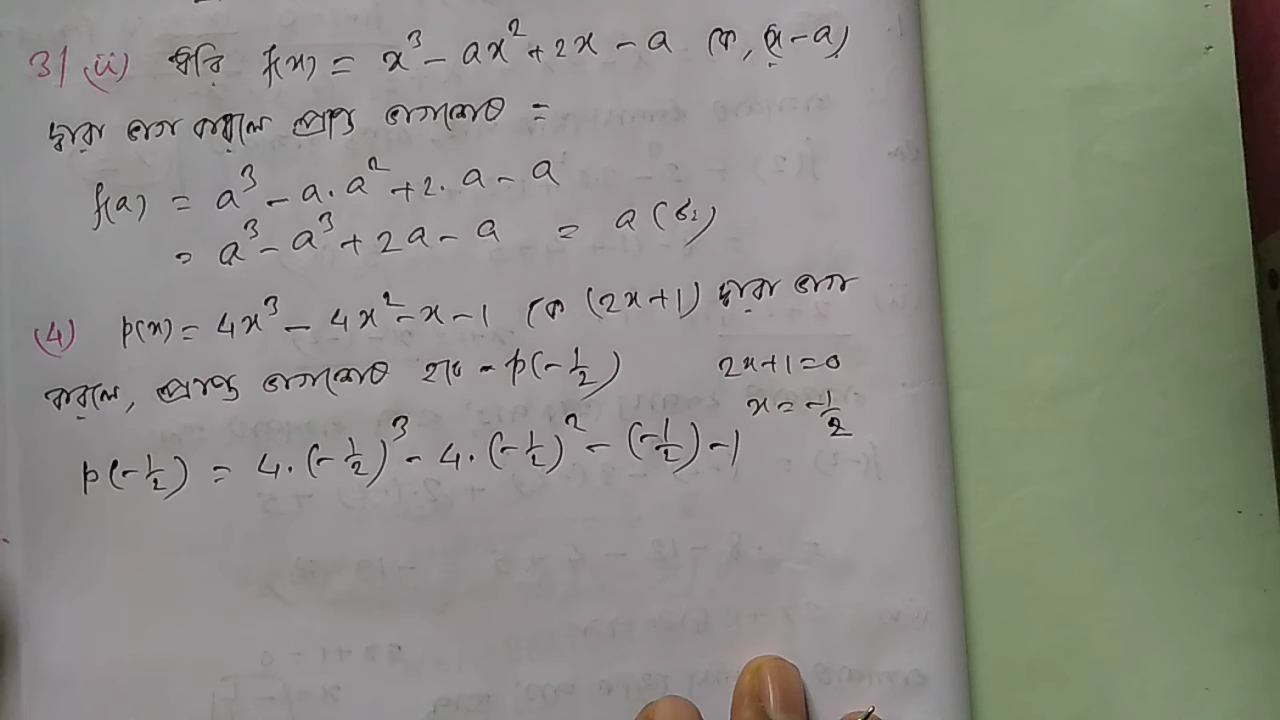 3|(ii) ধরি f(x) = x³ - ax² + 2x - a কে, (x-a)
দ্বারা ভাগ করলে প্রাপ্ত ভাগশেষ =
f(a) = a³ - a.a² + 2.a - a
= a³ - a³ + 2a - a = a (উঃ)
(4) p(x) = 4x³ - 4x² - x - 1 কে (2x+1) দ্বারা ভাগ
করলে, প্রাপ্ত ভাগশেষ হবে - p(-1/2)
2x+1=0
x = -1/2
p(-1/2) = 4.(-1/2)³ - 4.(-1/2)² - (-1/2) - 1